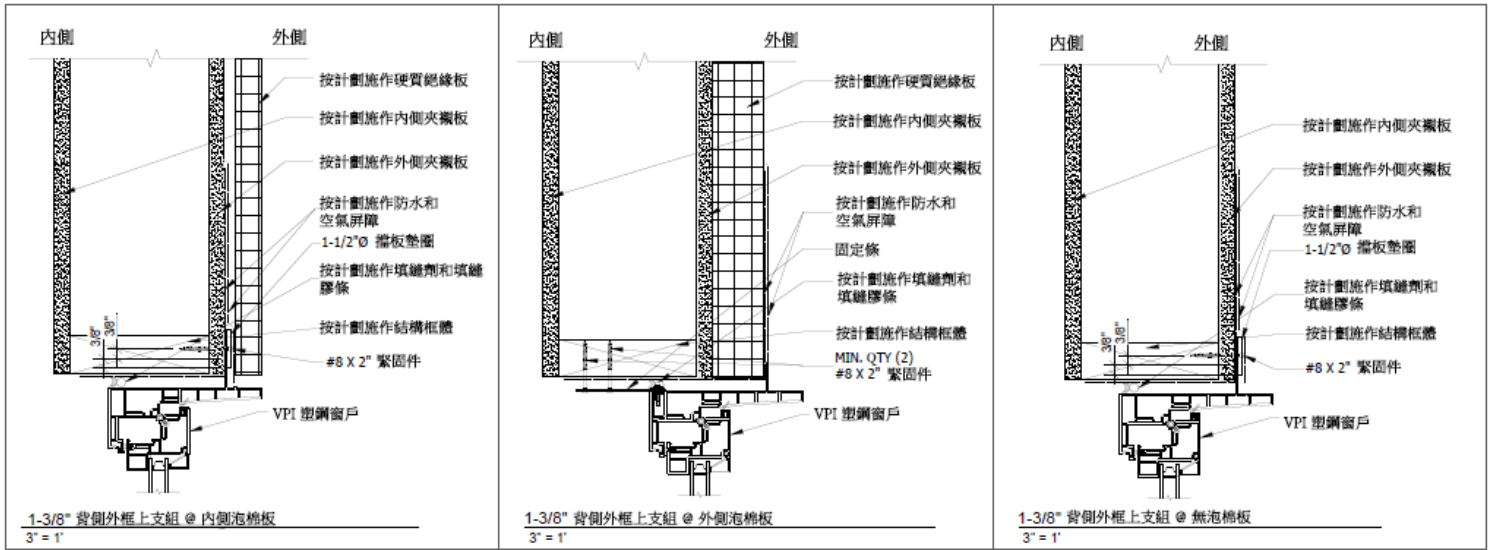 內側
外側
按計劃施作硬質絕緣板
按計劃施作內側夾襯板
按計劃施作外側夾襯板
按計劃施作防水和
空氣屏障
1-1/2"Ø 擋板墊圈
按計劃施作填縫劑和填縫
膠條
按計劃施作結構框體
#8 X 2" 緊固件
3/8"
3/8"
VPI 塑鋼窗戶
1-3/8" 背側外框上支組 @ 內側泡棉板
3" = 1'
內側
外側
按計劃施作硬質絕緣板
按計劃施作內側夾襯板
按計劃施作外側夾襯板
按計劃施作防水和
空氣屏障
固定條
按計劃施作填縫劑和
填縫膠條
按計劃施作結構框體
MIN. QTY (2)
#8 X 2" 緊固件
VPI 塑鋼窗戶
1-3/8" 背側外框上支組 @ 外側泡棉板
3" = 1'
內側
外側
按計劃施作內側夾襯板
按計劃施作外側夾襯板
按計劃施作防水和
空氣屏障
1-1/2"Ø 擋板墊圈
按計劃施作填縫劑和
填縫膠條
按計劃施作結構框體
#8 X 2" 緊固件
3/8"
3/8"
VPI 塑鋼窗戶
1-3/8" 背側外框上支組 @ 無泡棉板
3" = 1'